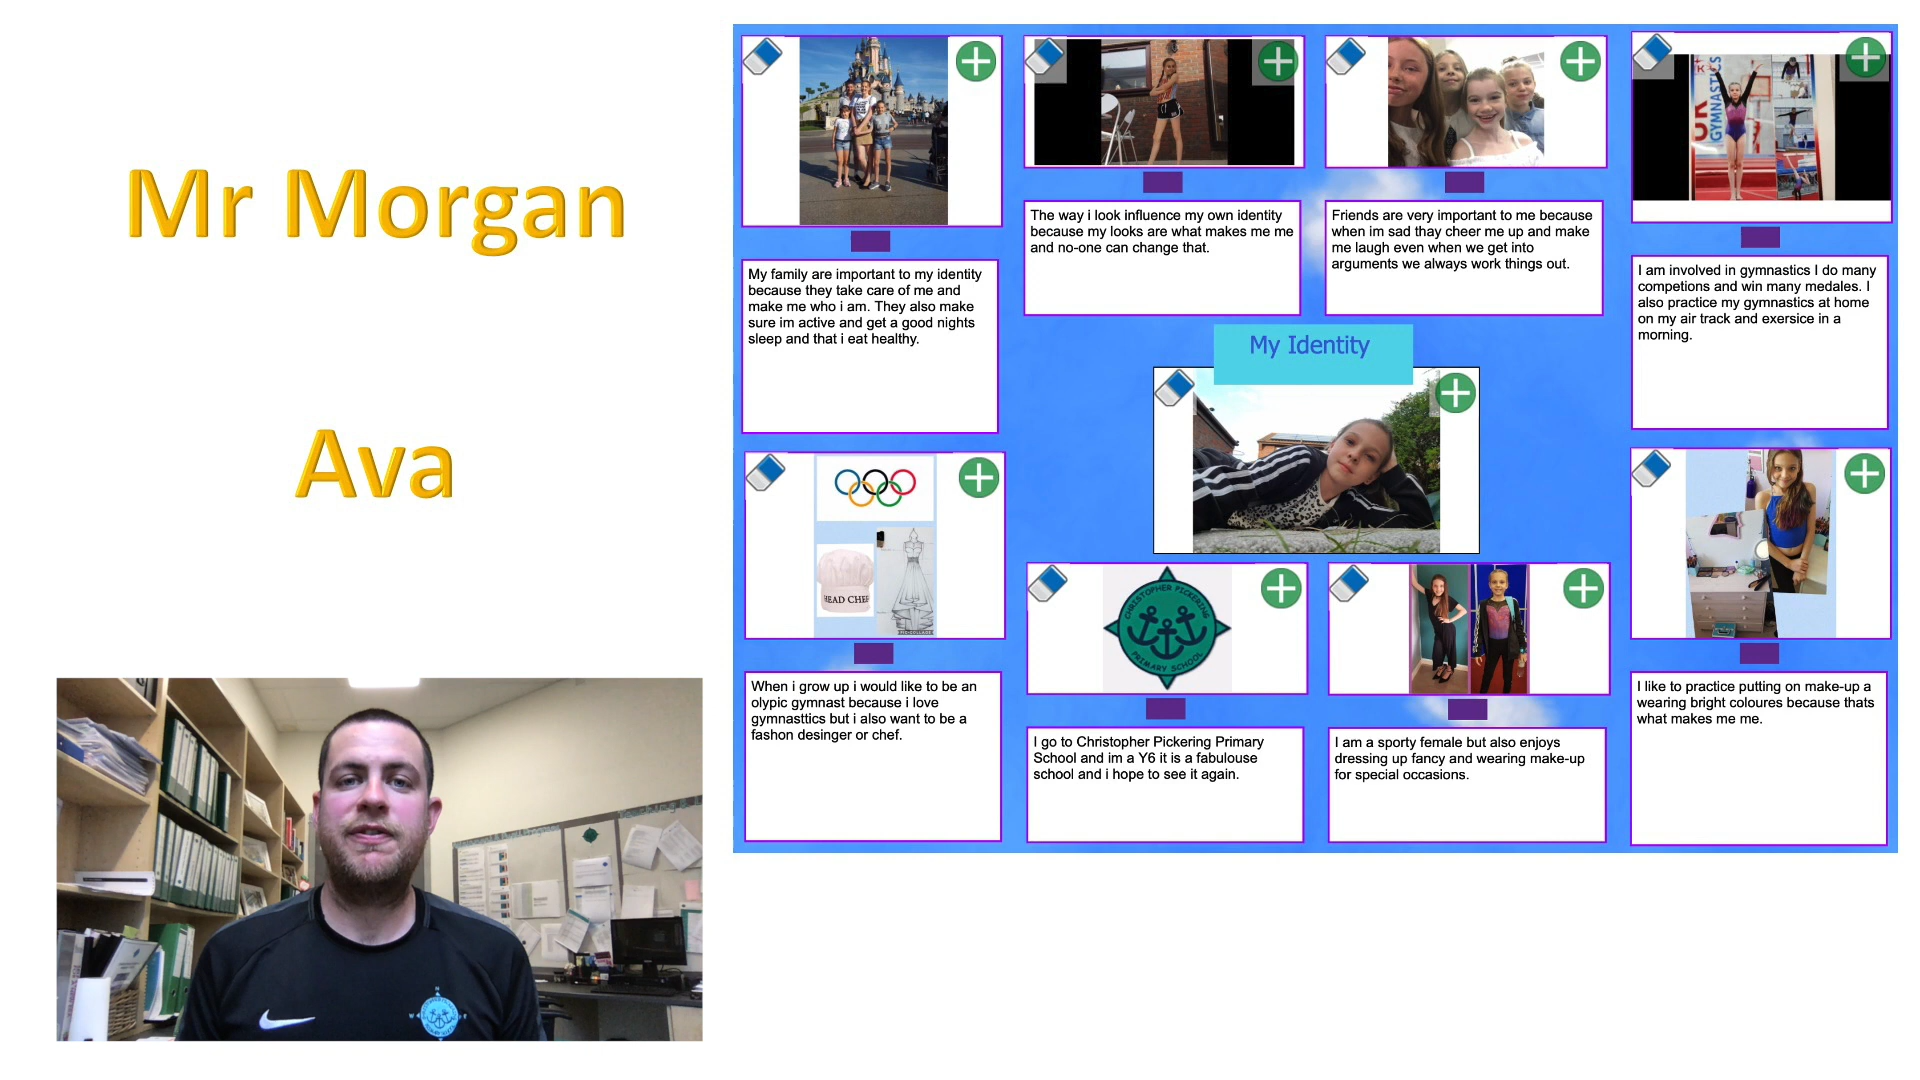 Mr Morgan
Ava
My family are important to my identity
because they take care of me and
make me who i am. They also make
sure im active and get a good nights
sleep and that i eat healthy.
The way i look influence my own identity
because my looks are what makes me me
and no-one can change that.
Friends are very important to me because
when im sad thay cheer me up and make
me laugh even when we get into
arguments we always work things out.
UK
GYMNASTICS
I am involved in gymnastics I do many
competions and win many medales. I
also practice my gymnastics at home
on my air track and exersice in a
morning.
My Identity
HEAD CHEF
When i grow up i would like to be an
olypic gymnast because i love
gymnasttics but i also want to be a
fashon desinger or chef.
CHRISTOPHER PICKERING
PRIMARY SCHOOL
I go to Christopher Pickering Primary
School and im a Y6 it is a fabulouse
school and i hope to see it again.
I am a sporty female but also enjoys
dressing up fancy and wearing make-up
for special occasions.
I like to practice putting on make-up a
wearing bright coloures because thats
what makes me me.